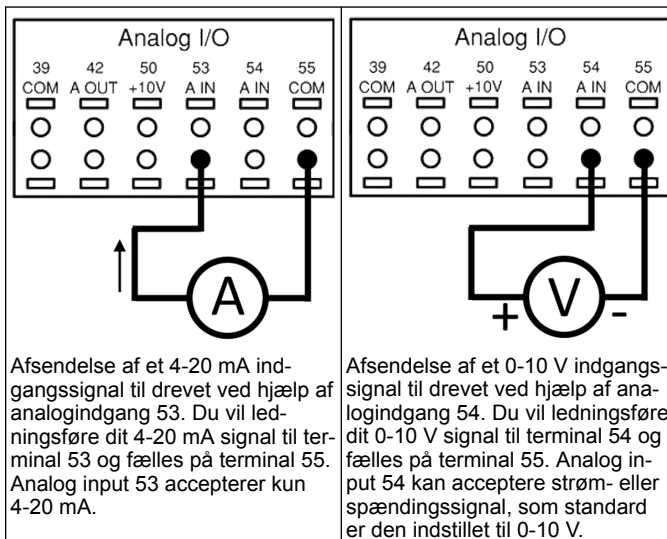 Analog I/O
39 42 50 53 54 55
COM A OUT +10V A IN A IN COM
A
Afsendelse af et 4-20 mA ind-
gangssignal til drevet ved hjælp af
analogindgang 53. Du vil led-
ningsføre dit 4-20 mA signal til ter-
minal 53 og fælles på terminal 55.
Analog input 53 accepterer kun
4-20 mA.
Analog I/O
39 42 50 53 54 55
COM A OUT +10V A IN A IN COM
+ V -
Afsendelse af et 0-10 V indgangs-
signal til drevet ved hjælp af ana-
logindgang 54. Du vil ledningsføre
dit 0-10 V signal til terminal 54 og
fælles på terminal 55. Analog in-
put 54 kan acceptere strøm- eller
spændingssignal, som standard
er den indstillet til 0-10 V.